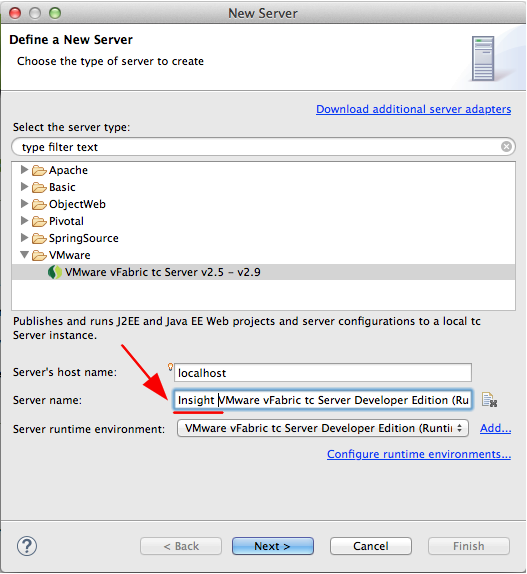 New Server
Define a New Server
Choose the type of server to create
Download additional server adapters
Select the server type:
type filter text
Apache
Basic
ObjectWeb
Pivotal
SpringSource
VMware
VMware vFabric tc Server v2.5 – v2.9
Publishes and runs J2EE and Java EE Web projects and server configurations to a local tc
Server instance.
Server's host name: localhost
Server name: Insight VMware vFabric tc Server Developer Edition (Ru
Server runtime environment: VMware vFabric tc Server Developer Edition (Runti Add...
Configure runtime environments...
? < Back Next > Cancel Finish